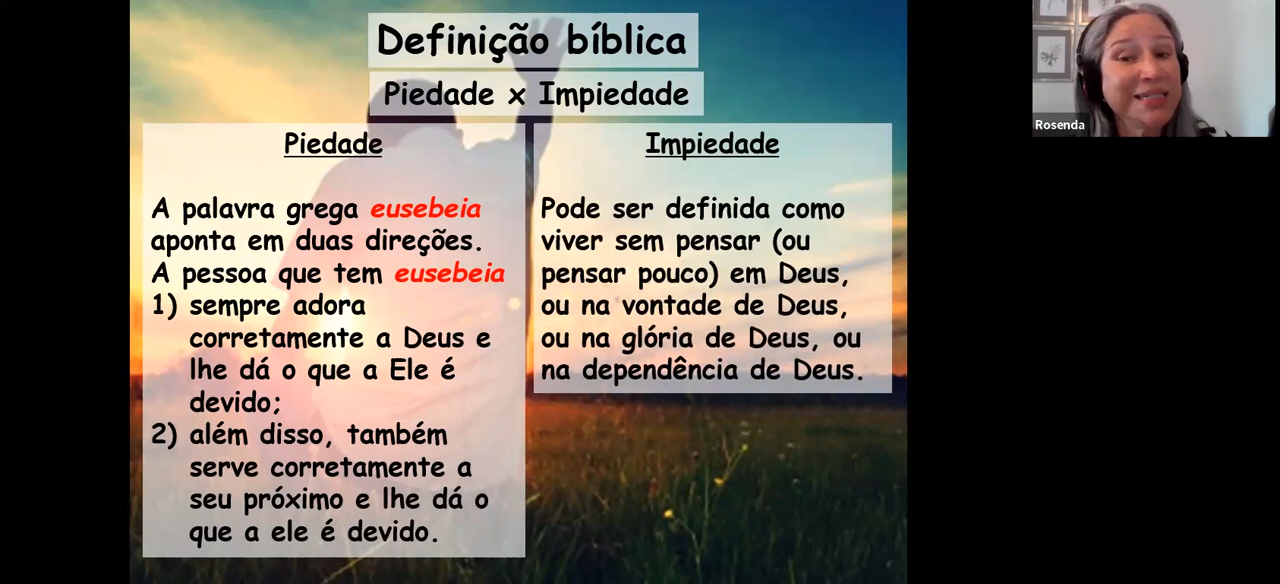 Definição bíblica
Piedade x Impiedade
Piedade
A palavra grega eusebeia
aponta em duas direções.
A pessoa que tem eusebeia
1) sempre adora
corretamente a Deus e
lhe dá o que a Ele é
devido;
2) além disso, também
serve corretamente a
seu próximo e lhe dá o
que a ele é devido.
Impiedade
Pode ser definida como
viver sem pensar (ou
pensar pouco) em Deus,
ou na vontade de Deus,
ou na glória de Deus, ou
na dependência de Deus.
Rosenda